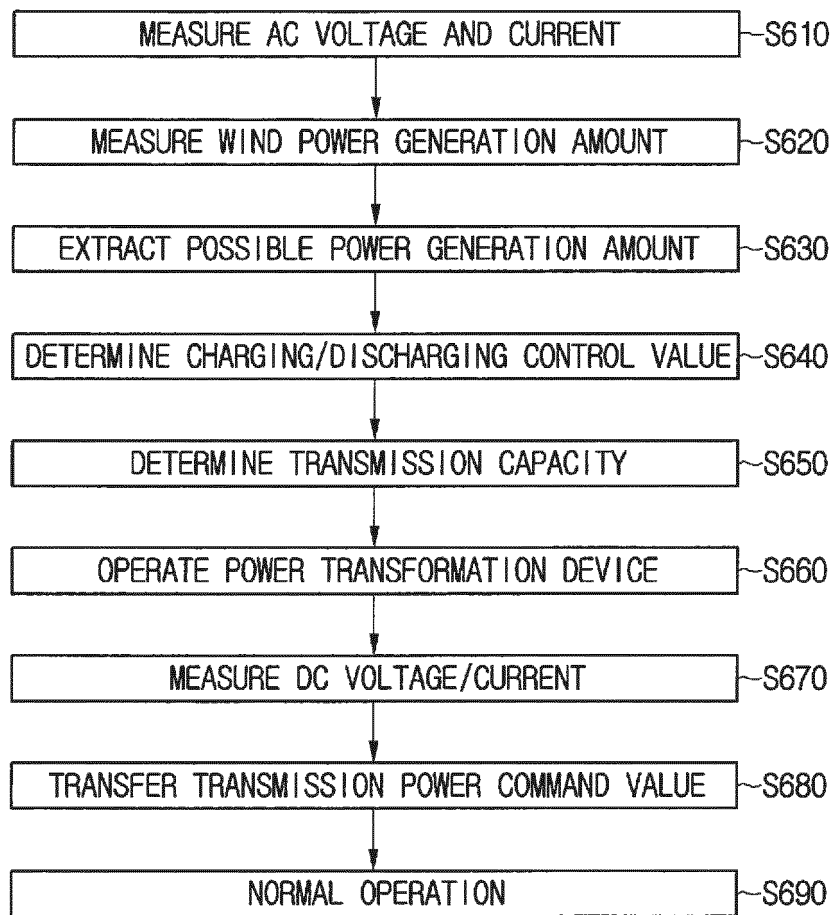 MEASURE AC VOLTAGE AND CURRENT S610
MEASURE WIND POWER GENERATION AMOUNT S620
EXTRACT POSSIBLE POWER GENERATION AMOUNT S630
DETERMINE CHARGING/DISCHARGING CONTROL VALUE S640
DETERMINE TRANSMISSION CAPACITY S650
OPERATE POWER TRANSFORMATION DEVICE S660
MEASURE DC VOLTAGE/CURRENT S670
TRANSFER TRANSMISSION POWER COMMAND VALUE S680
NORMAL OPERATION S690